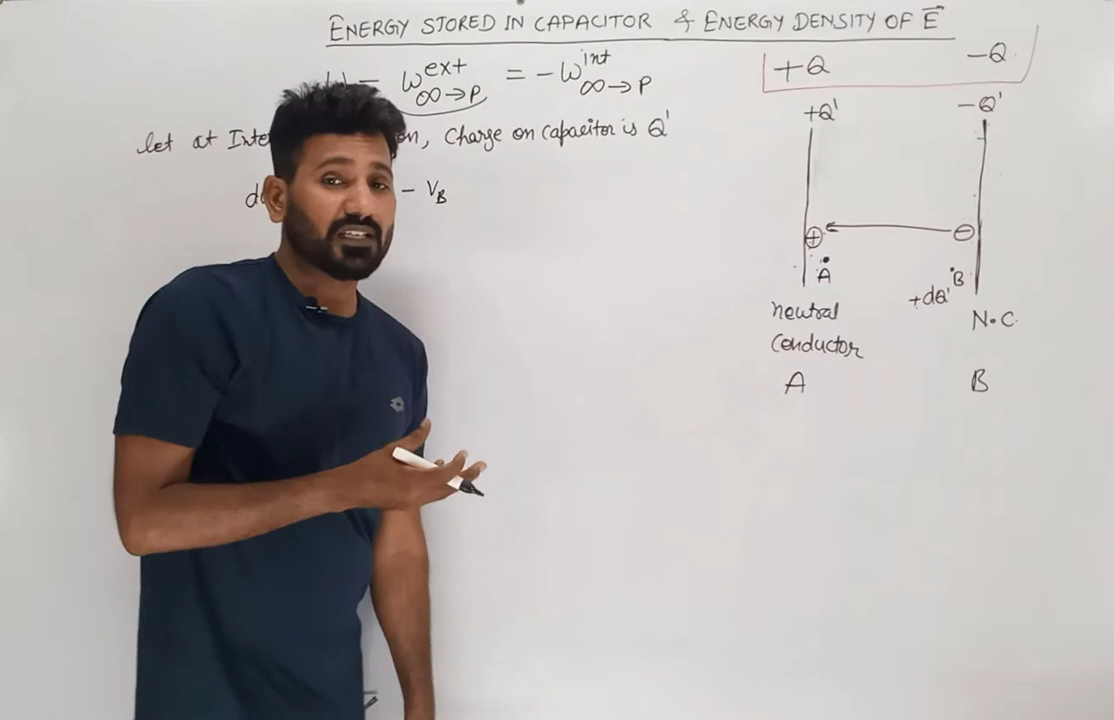 ENERGY STORED IN CAPACITOR & ENERGY DENSITY OF E⃗
W^ext ∞→P = -W^int ∞→P
let at Inte on, Charge on capacitor is Q'
- V_B
+Q -Q
+Q' -Q'
+ -
A B
+dQ'
neutral N.C.
conductor
A B